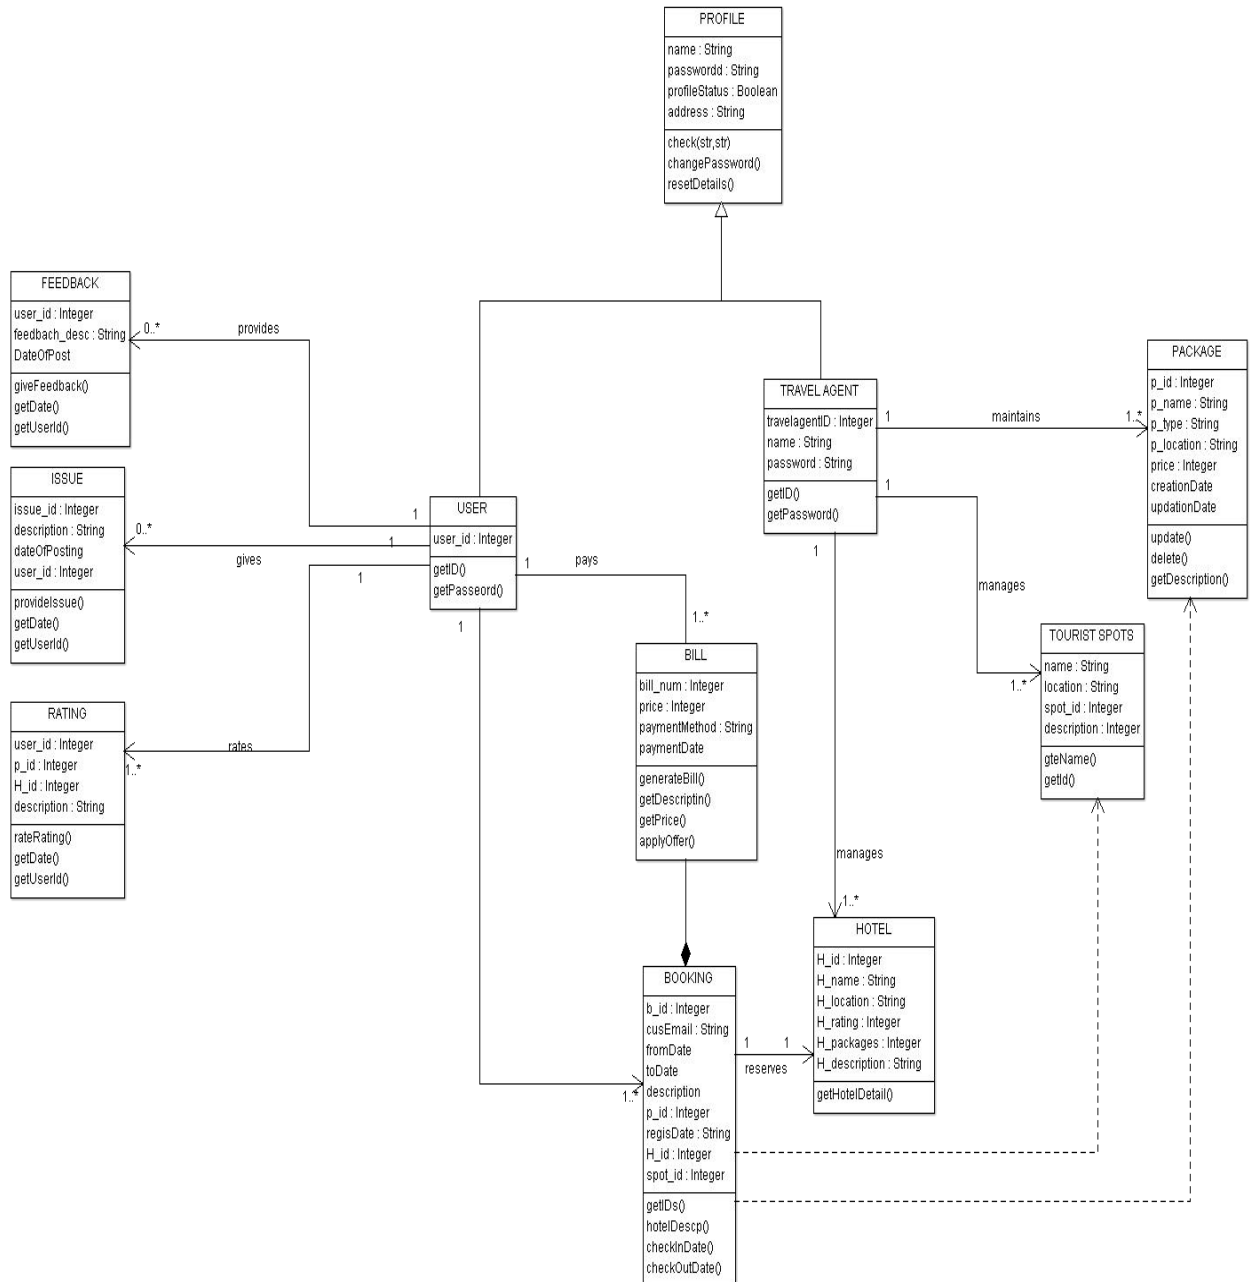 PROFILE
name : String
passwordd : String
profileStatus : Boolean
address : String
check(str,str)
changePassword()
resetDetails()
FEEDBACK
user_id : Integer
feedbach_desc : String
DateOfPost
giveFeedback()
getDate()
getUserId()
0..*
provides
1
ISSUE
issue_id : Integer
description : String
dateOfPosting
user_id : Integer
provideIssue()
getDate()
getUserId()
0..*
gives
1
RATING
user_id : Integer
p_id : Integer
H_id : Integer
description : String
rateRating()
getDate()
getUserId()
1..*
rates
1
USER
user_id : Integer
getID()
getPasseord()
1
pays
1..*
1
1..*
BILL
bill_num : Integer
price : Integer
paymentMethod : String
paymentDate
generateBill()
getDescriptin()
getPrice()
applyOffer()
TRAVEL AGENT
travelagentID : Integer
name : String
password : String
getID()
getPassword()
1
maintains
1..*
1
manages
1..*
1
manages
1..*
PACKAGE
p_id : Integer
p_name : String
p_type : String
p_location : String
price : Integer
creationDate
updationDate
update()
delete()
getDescription()
TOURIST SPOTS
name : String
location : String
spot_id : Integer
description : Integer
gteName()
getId()
HOTEL
H_id : Integer
H_name : String
H_location : String
H_rating : Integer
H_packages : Integer
H_description : String
getHotelDetail()
BOOKING
b_id : Integer
cusEmail : String
fromDate
toDate
description
p_id : Integer
regisDate : String
H_id : Integer
spot_id : Integer
getIDs()
hotelDescp()
checkInDate()
checkOutDate()
1
1
reserves